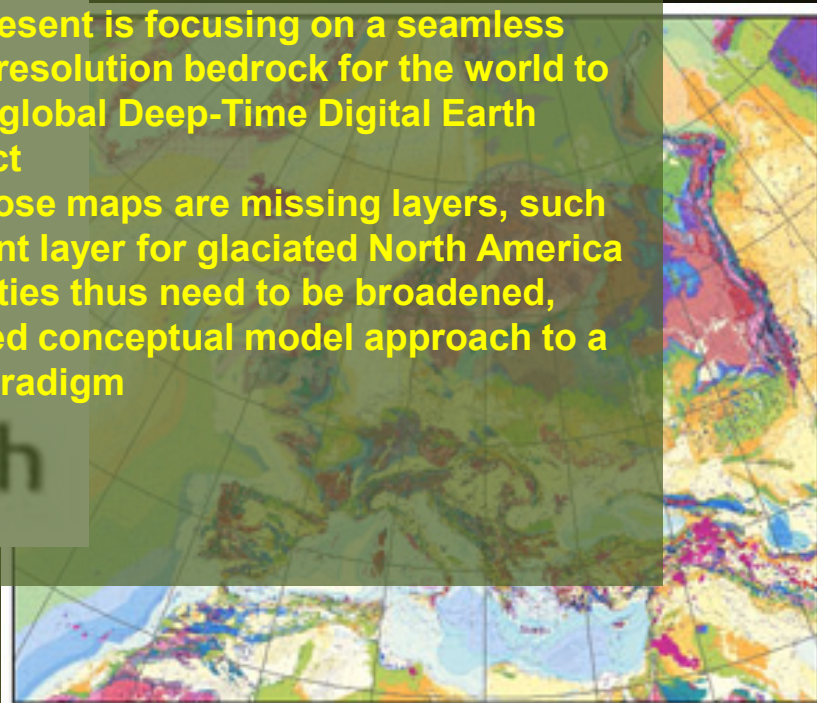 esent is focusing on a seamless
resolution bedrock for the world to
global Deep-Time Digital Earth
ct
ose maps are missing layers, such
nt layer for glaciated North America
ties thus need to be broadened,
ed conceptual model approach to a
radigm
h